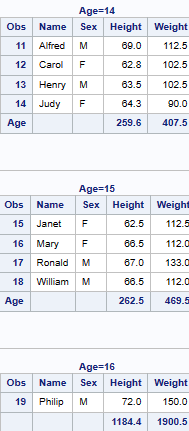 Age=14
Obs Name Sex Height Weight
11 Alfred M 69.0 112.5
12 Carol F 62.8 102.5
13 Henry M 63.5 102.5
14 Judy F 64.3 90.0
Age 259.6 407.5
Age=15
Obs Name Sex Height Weight
15 Janet F 62.5 112.5
16 Mary F 66.5 112.0
17 Ronald M 67.0 133.0
18 William M 66.5 112.0
Age 262.5 469.5
Age=16
Obs Name Sex Height Weight
19 Philip M 72.0 150.0
1184.4 1900.5